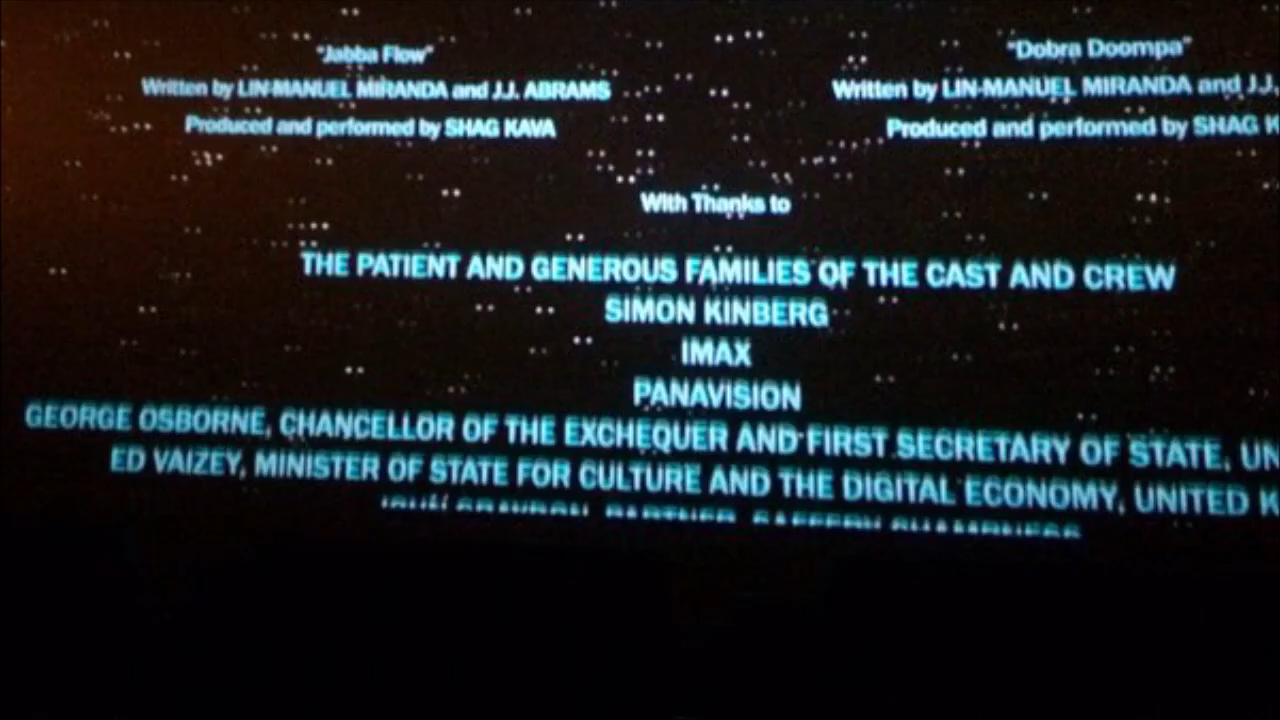 "Jabba Flow"
Written by LIN-MANUEL MIRANDA and J.J. ABRAMS
Produced and performed by SHAG KAVA
"Dobra Doompa"
Written by LIN-MANUEL MIRANDA and J.J.
Produced and performed by SHAG
With Thanks to
THE PATIENT AND GENEROUS FAMILIES OF THE CAST AND CREW
SIMON KINBERG
IMAX
PANAVISION
GEORGE OSBORNE, CHANCELLOR OF THE EXCHEQUER AND FIRST SECRETARY OF STATE,
ED VAIZEY, MINISTER OF STATE FOR CULTURE AND THE DIGITAL ECONOMY, UNITED